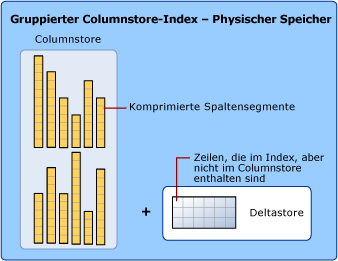 Gruppierter Columnstore-Index – Physischer Speicher
Columnstore
Komprimierte Spaltensegmente
Zeilen, die im Index, aber
nicht im Columnstore
enthalten sind
+
Deltastore